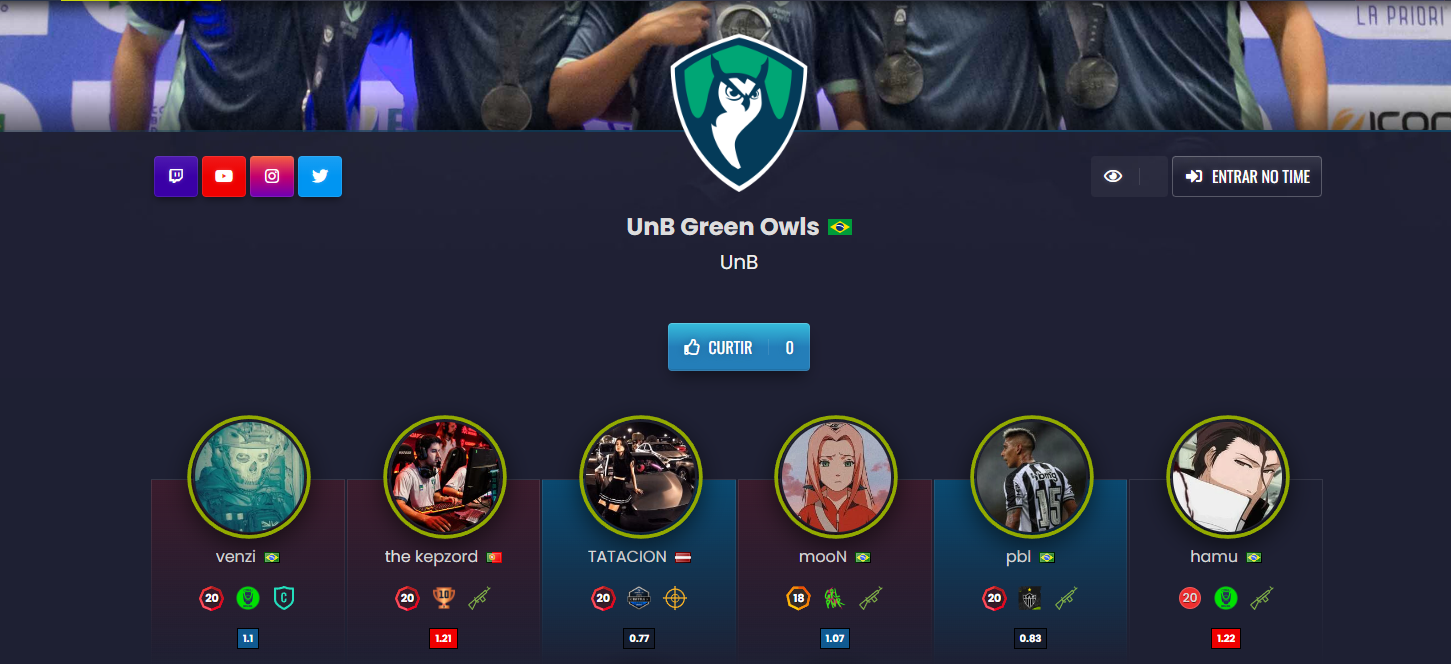 LA PRIORI
ICON
ENTRAR NO TIME
UnB Green Owls
UnB
CURTIR 0
venzi
the kepzord
TATACION
mooN
pbl
hamu
20 C
20 10
20
18
20
20
1.1
1.21
0.77
1.07
0.83
1.22
15